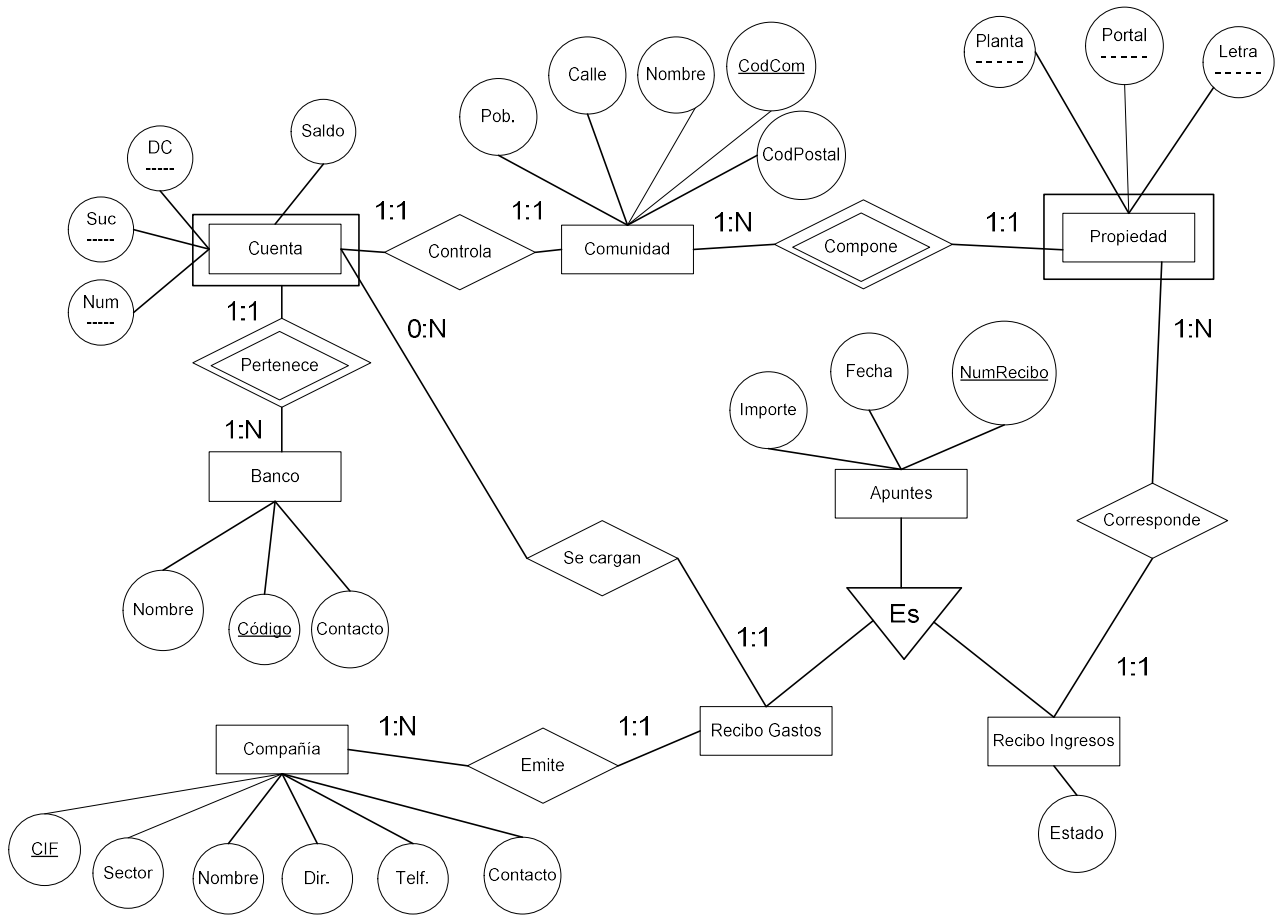 Planta
Portal
Letra
Calle
Nombre
CodCom
Pob.
CodPostal
Saldo
DC
Suc
Num
Cuenta
1:1
Controla
1:1
Comunidad
1:N
Compone
1:1
Propiedad
1:1
0:N
1:N
Pertenece
1:N
Banco
Nombre
Código
Contacto
Importe
Fecha
NumRecibo
Apuntes
Corresponde
Se cargan
Es
1:1
1:1
Compañía
1:N
Emite
1:1
Recibo Gastos
Recibo Ingresos
Estado
CIF
Sector
Nombre
Dir.
Telf.
Contacto